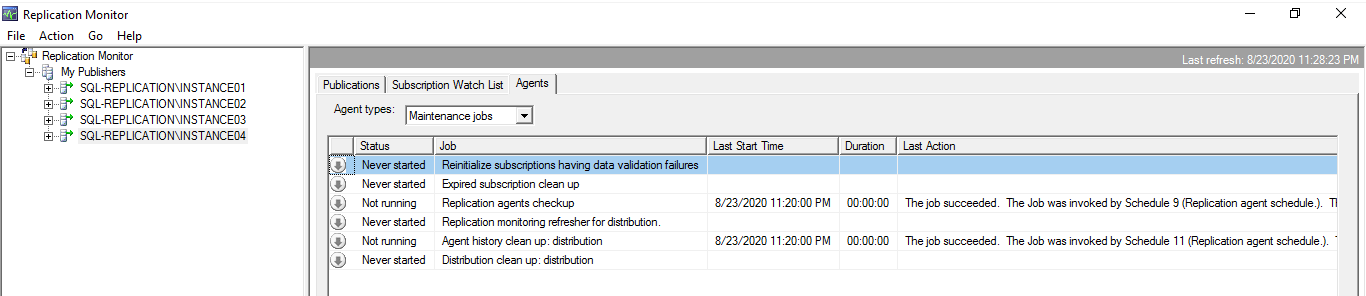 Replication Monitor
File Action Go Help
Replication Monitor
My Publishers
SQL-REPLICATION\INSTANCE01
SQL-REPLICATION\INSTANCE02
SQL-REPLICATION\INSTANCE03
SQL-REPLICATION\INSTANCE04
Last refresh: 8/23/2020 11:28:23 PM
Publications Subscription Watch List Agents
Agent types: Maintenance jobs
Status Job Last Start Time Duration Last Action
Never started Reinitialize subscriptions having data validation failures
Never started Expired subscription clean up
Not running Replication agents checkup 8/23/2020 11:20:00 PM 00:00:00 The job succeeded. The Job was invoked by Schedule 9 (Replication agent schedule.).
Never started Replication monitoring refresher for distribution.
Not running Agent history clean up: distribution 8/23/2020 11:20:00 PM 00:00:00 The job succeeded. The Job was invoked by Schedule 11 (Replication agent schedule.).
Never started Distribution clean up: distribution